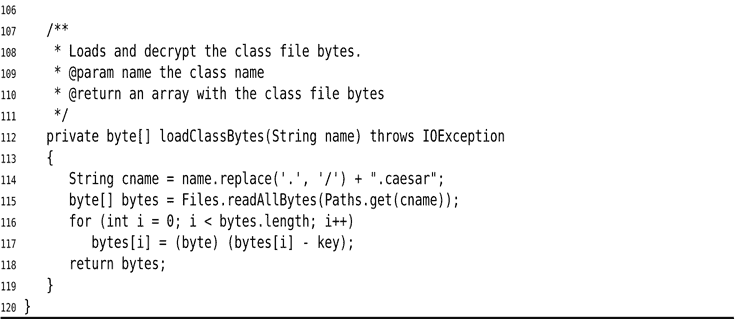 106
107    /**
108     * Loads and decrypt the class file bytes.
109     * @param name the class name
110     * @return an array with the class file bytes
111     */
112    private byte[] loadClassBytes(String name) throws IOException
113    {
114       String cname = name.replace('.', '/') + ".caesar";
115       byte[] bytes = Files.readAllBytes(Paths.get(cname));
116       for (int i = 0; i < bytes.length; i++)
117          bytes[i] = (byte) (bytes[i] - key);
118       return bytes;
119    }
120 }